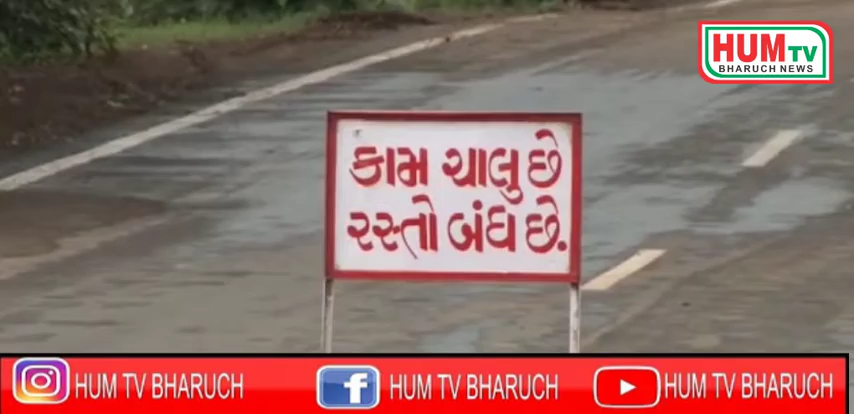 HUM TV
BHARUCH NEWS
કામ ચાલુ છે
રસ્તો બંધ છે.
HUM TV BHARUCH
HUM TV BHARUCH
HUM TV BHARUCH